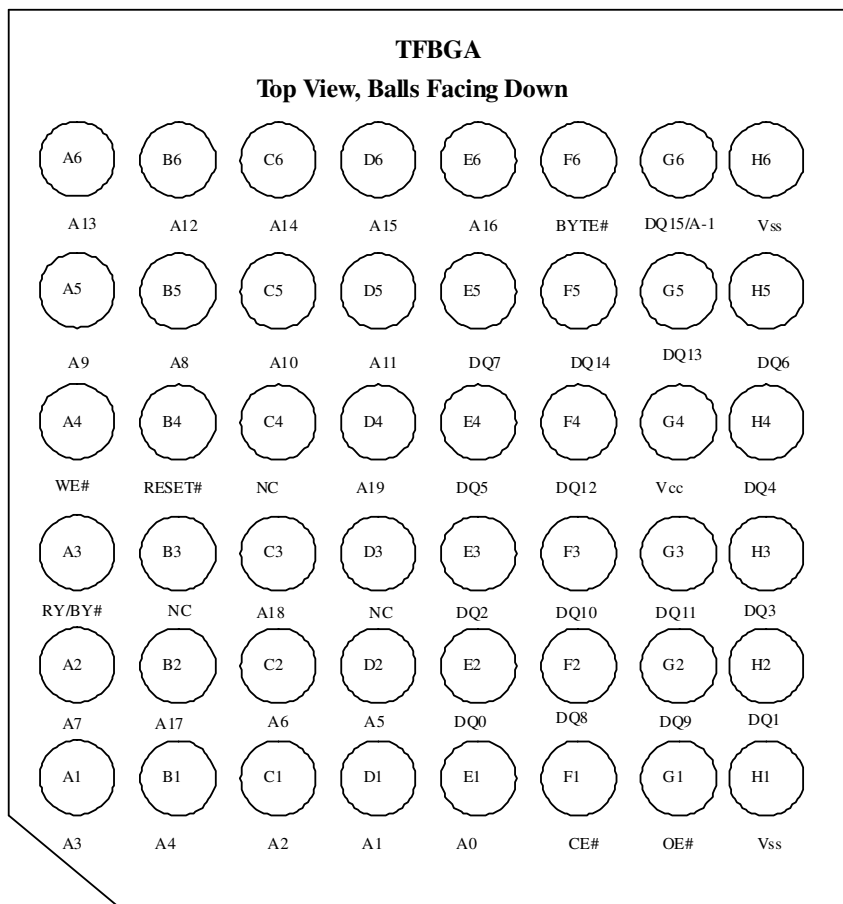 TFBGA
Top View, Balls Facing Down
A6 B6 C6 D6 E6 F6 G6 H6
A13 A12 A14 A15 A16 BYTE# DQ15/A-1 Vss
A5 B5 C5 D5 E5 F5 G5 H5
A9 A8 A10 A11 DQ7 DQ14 DQ13 DQ6
A4 B4 C4 D4 E4 F4 G4 H4
WE# RESET# NC A19 DQ5 DQ12 Vcc DQ4
A3 B3 C3 D3 E3 F3 G3 H3
RY/BY# NC A18 NC DQ2 DQ10 DQ11 DQ3
A2 B2 C2 D2 E2 F2 G2 H2
A7 A17 A6 A5 DQ0 DQ8 DQ9 DQ1
A1 B1 C1 D1 E1 F1 G1 H1
A3 A4 A2 A1 A0 CE# OE# Vss